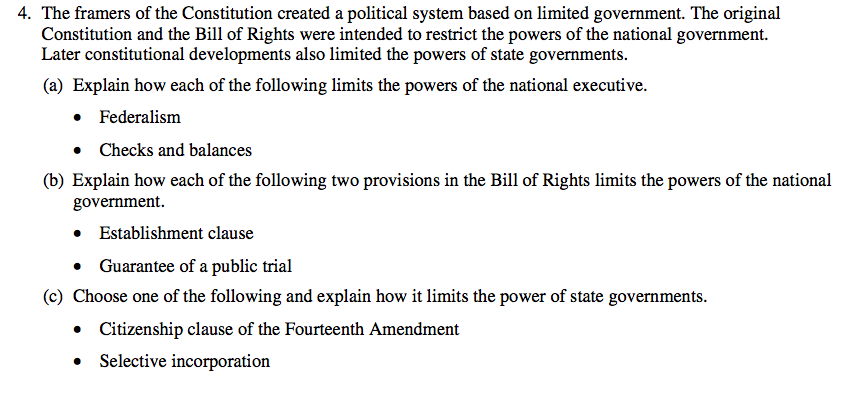 4. The framers of the Constitution created a political system based on limited government. The original
Constitution and the Bill of Rights were intended to restrict the powers of the national government.
Later constitutional developments also limited the powers of state governments.
(a) Explain how each of the following limits the powers of the national executive.
• Federalism
• Checks and balances
(b) Explain how each of the following two provisions in the Bill of Rights limits the powers of the national
government.
• Establishment clause
• Guarantee of a public trial
(c) Choose one of the following and explain how it limits the power of state governments.
• Citizenship clause of the Fourteenth Amendment
• Selective incorporation